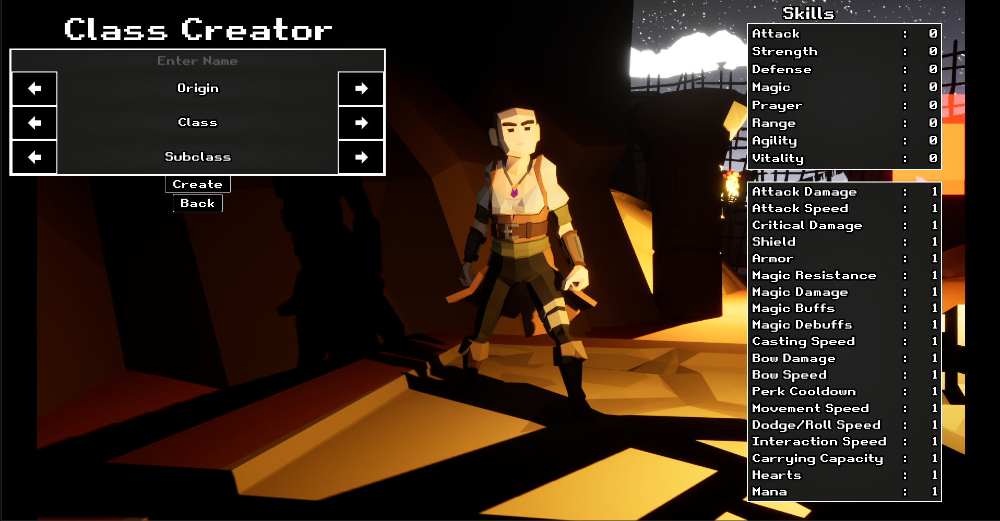 Class Creator
Enter Name
Origin
Class
Subclass
Create
Back
Skills
Attack : 0
Strength : 0
Defense : 0
Magic : 0
Prayer : 0
Range : 0
Agility : 0
Vitality : 0
Attack Damage : 1
Attack Speed : 1
Critical Damage : 1
Shield : 1
Armor : 1
Magic Resistance : 1
Magic Damage : 1
Magic Buffs : 1
Magic Debuffs : 1
Casting Speed : 1
Bow Damage : 1
Bow Speed : 1
Perk Cooldown : 1
Movement Speed : 1
Dodge/Roll Speed : 1
Interaction Speed : 1
Carrying Capacity : 1
Hearts : 1
Mana : 1